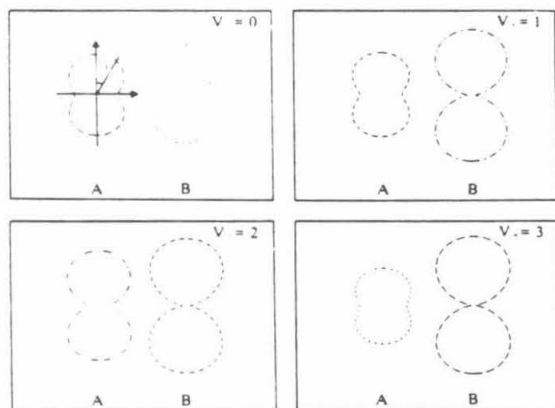 V = 0
A B
V = 1
A B
V = 2
A B
V = 3
A B